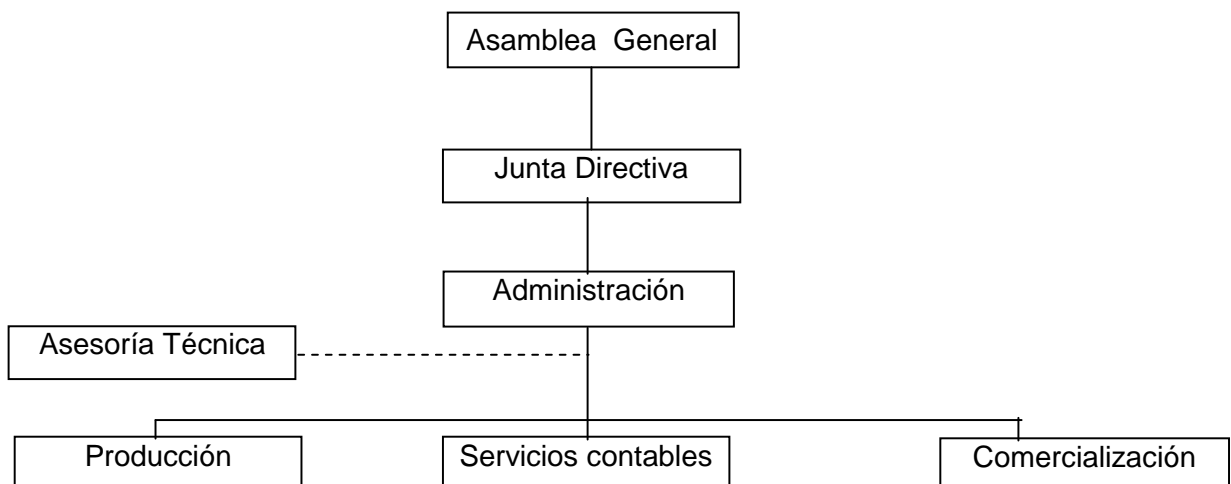 Asamblea General
Junta Directiva
Administración
Asesoría Técnica
Producción
Servicios contables
Comercialización